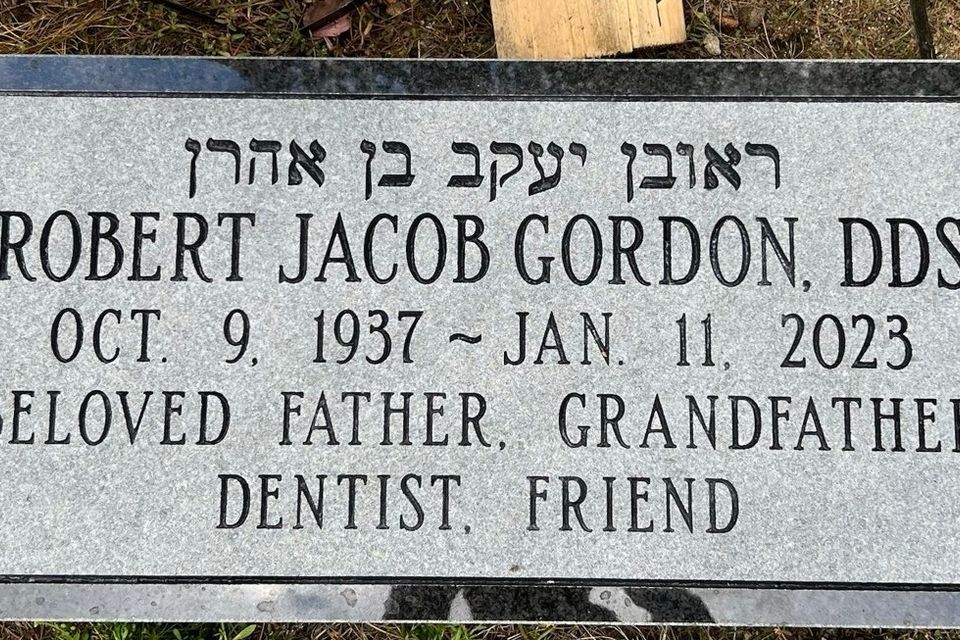 ראובן יעקב בן אהרן
ROBERT JACOB GORDON, DDS
OCT. 9, 1937 ~ JAN. 11, 2023
BELOVED FATHER, GRANDFATHER
DENTIST, FRIEND